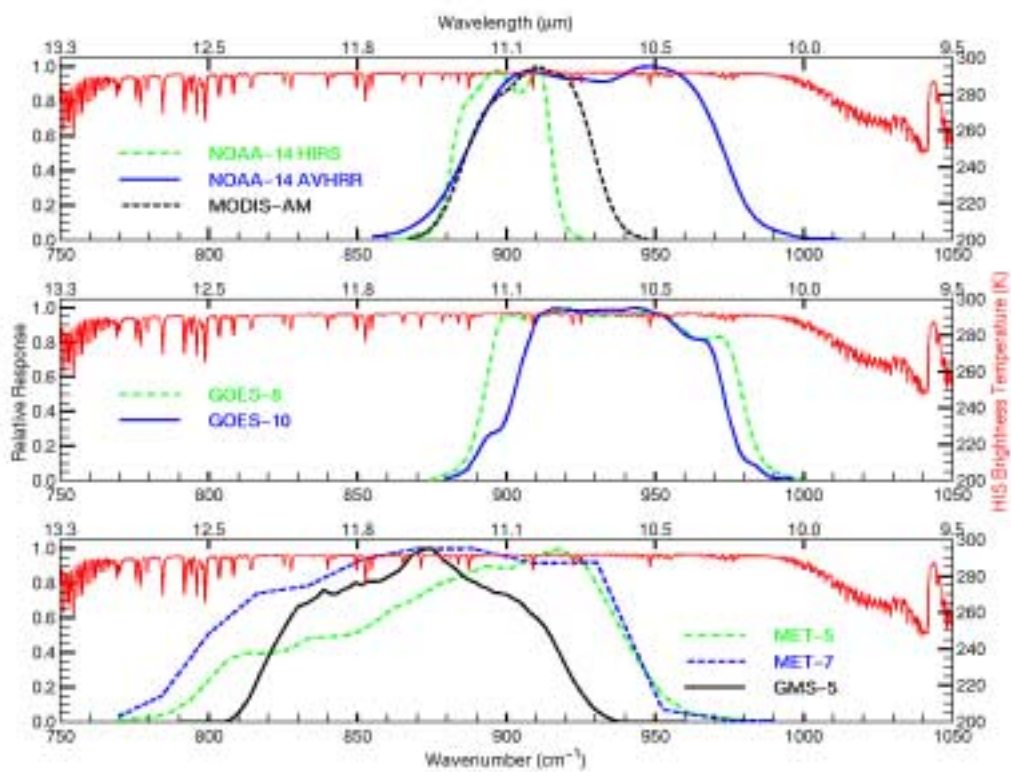 Wavelength (μm)
13.3 12.5 11.8 11.1 10.5 10.0 9.5
1.0 0.8 0.6 0.4 0.2 0.0
300 280 260 240 220 200
NOAA-14 HIRS
NOAA-14 AVHRR
MODIS-AM
750 800 850 900 950 1000 1050
13.3 12.5 11.8 11.1 10.5 10.0 9.5
Relative Response
1.0 0.8 0.6 0.4 0.2 0.0
300 280 260 240 220 200
HIS Brightness Temperature (K)
GOES-8
GOES-10
750 800 850 900 950 1000 1050
13.3 12.5 11.8 11.1 10.5 10.0 9.5
1.0 0.8 0.6 0.4 0.2 0.0
300 280 260 240 220 200
MET-5
MET-7
GMS-5
750 800 850 900 950 1000 1050
Wavenumber (cm⁻¹)